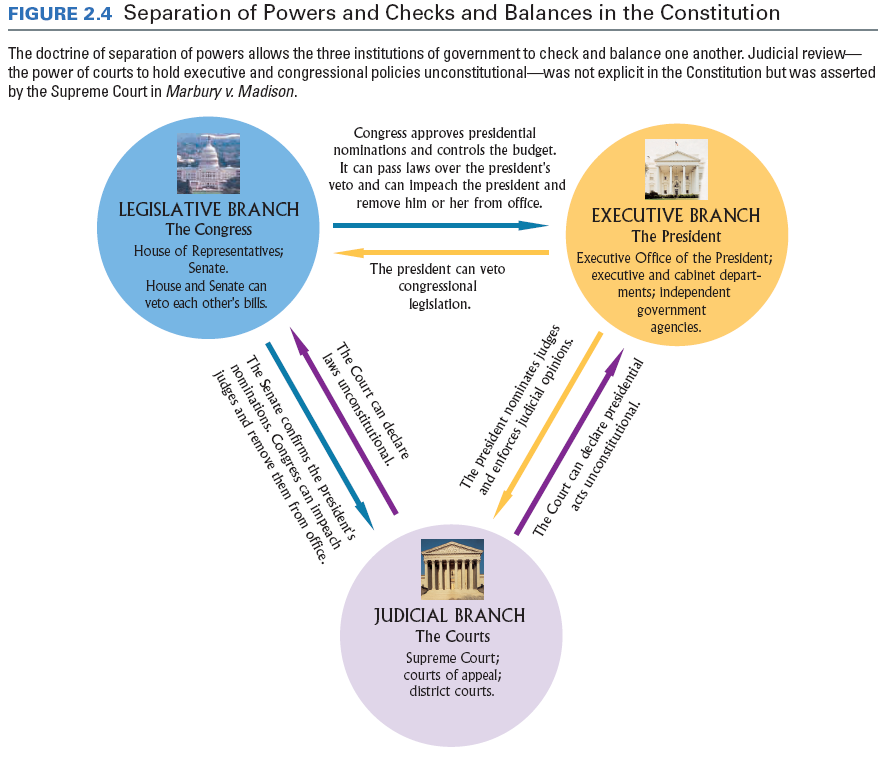 FIGURE 2.4 Separation of Powers and Checks and Balances in the Constitution
The doctrine of separation of powers allows the three institutions of government to check and balance one another. Judicial review—
the power of courts to hold executive and congressional policies unconstitutional—was not explicit in the Constitution but was asserted
by the Supreme Court in Marbury v. Madison.
Congress approves presidential
nominations and controls the budget.
It can pass laws over the president's
veto and can impeach the president and
remove him or her from office.
LEGISLATIVE BRANCH
The Congress
House of Representatives;
Senate.
House and Senate can
veto each other's bills.
EXECUTIVE BRANCH
The President
Executive Office of the President;
executive and cabinet depart-
ments; independent
government
agencies.
The president can veto
congressional
legislation.
The Senate confirms the president's
nominations. Congress can impeach
judges and remove them from office.
The Court can declare
laws unconstitutional.
The president nominates judges
and enforces judicial opinions.
The Court can declare presidential
acts unconstitutional.
JUDICIAL BRANCH
The Courts
Supreme Court;
courts of appeal;
district courts.